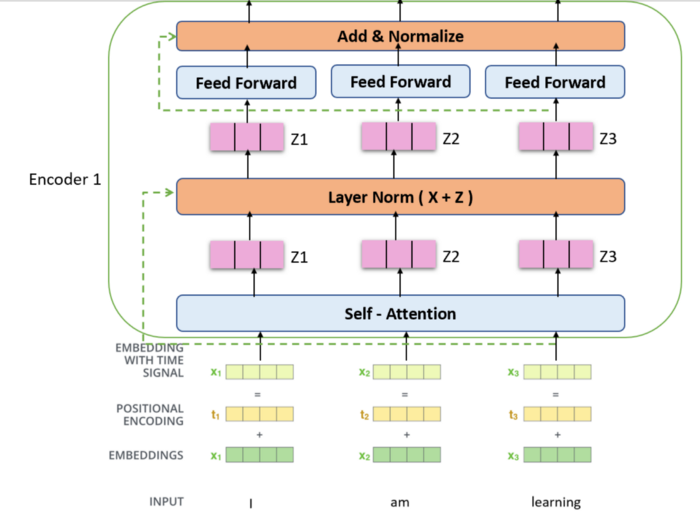 Add & Normalize
Feed Forward
Feed Forward
Feed Forward
Z1
Z2
Z3
Encoder 1
Layer Norm ( X + Z )
Z1
Z2
Z3
Self - Attention
EMBEDDING
WITH TIME
SIGNAL
x1
x2
x3
=
=
=
POSITIONAL
ENCODING
t1
t2
t3
+
+
+
EMBEDDINGS
x1
x2
x3
INPUT
I
am
learning